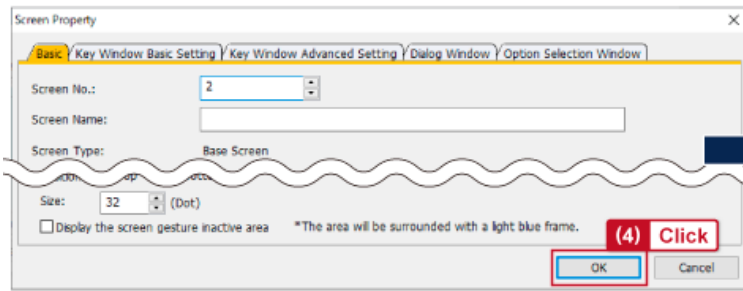 Screen Property
Basic Key Window Basic Setting Key Window Advanced Setting Dialog Window Option Selection Window
Screen No.: 2
Screen Name:
Screen Type: Base Screen
Size: 32 (Dot)
Display the screen gesture inactive area *The area will be surrounded with a light blue frame.
(4) Click
OK Cancel